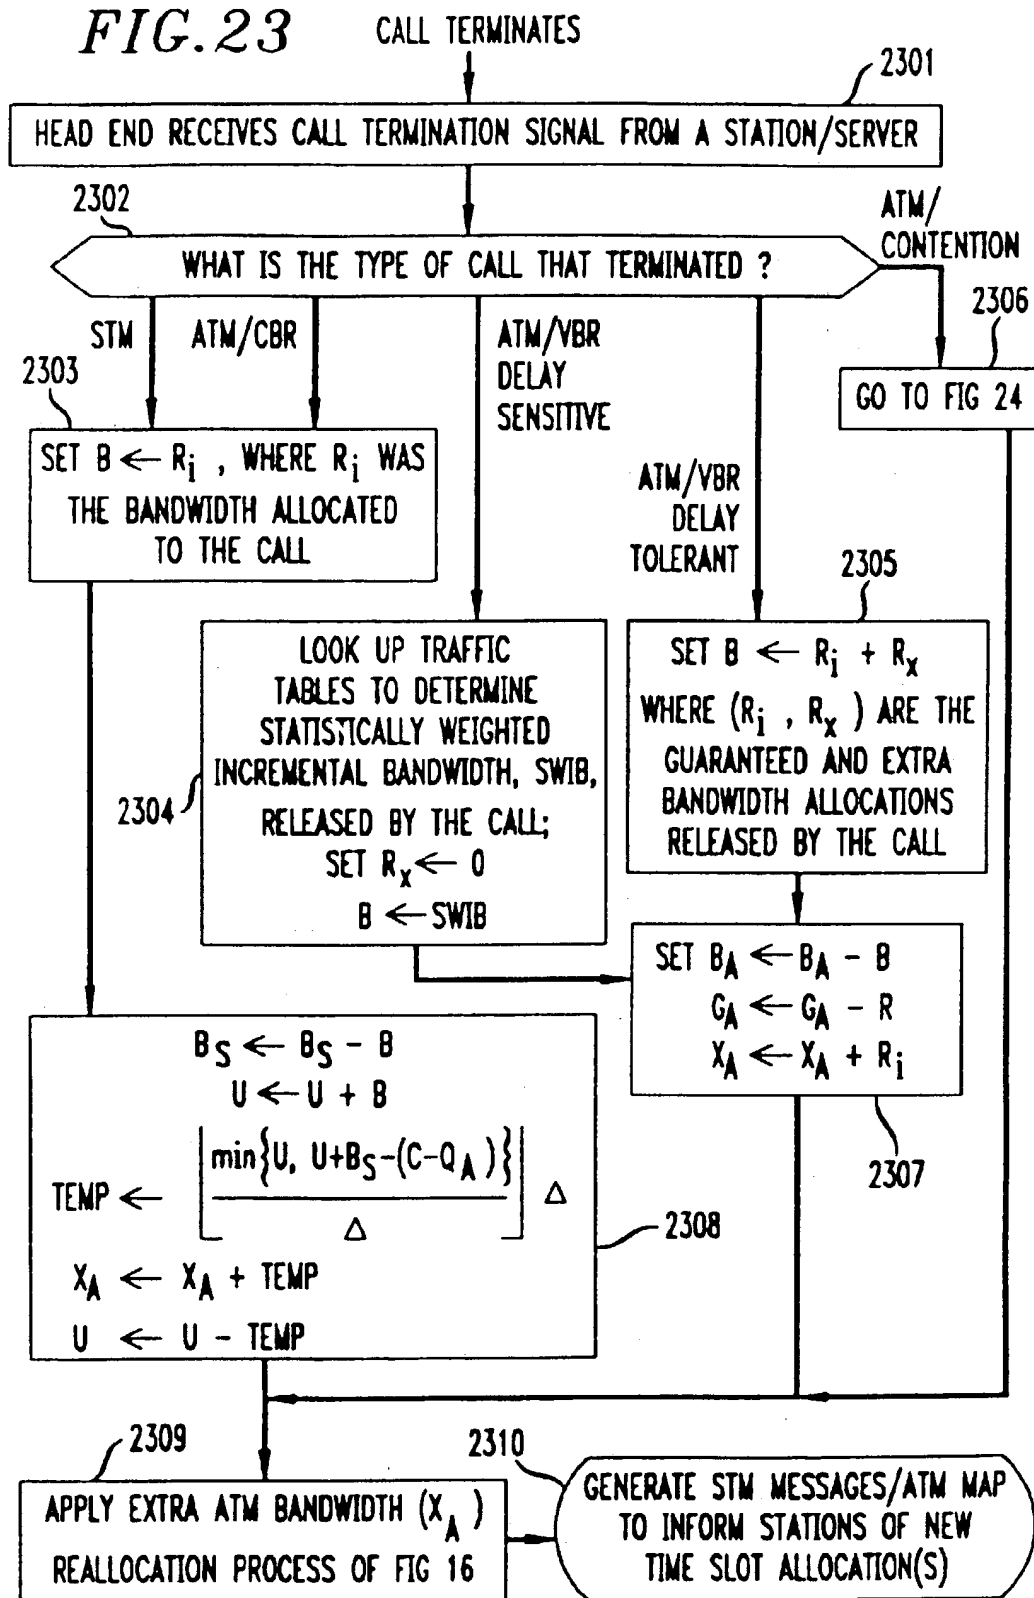 FIG.23
CALL TERMINATES
2301
HEAD END RECEIVES CALL TERMINATION SIGNAL FROM A STATION/SERVER
2302
WHAT IS THE TYPE OF CALL THAT TERMINATED ?
ATM/
CONTENTION
2306
GO TO FIG 24
STM
ATM/CBR
2303
SET B ← Ri , WHERE Ri WAS
THE BANDWIDTH ALLOCATED
TO THE CALL
ATM/VBR
DELAY
SENSITIVE
ATM/VBR
DELAY
TOLERANT
2304
LOOK UP TRAFFIC
TABLES TO DETERMINE
STATISTICALLY WEIGHTED
INCREMENTAL BANDWIDTH, SWIB,
RELEASED BY THE CALL;
SET Rx ← 0
B ← SWIB
2305
SET B ← Ri + Rx
WHERE (Ri , Rx ) ARE THE
GUARANTEED AND EXTRA
BANDWIDTH ALLOCATIONS
RELEASED BY THE CALL
SET BA ← BA - B
GA ← GA - R
XA ← XA + Ri
2307
BS ← BS - B
U ← U + B
TEMP ← ⌊ min{U, U+BS-(C-QA)} / Δ ⌋ Δ
XA ← XA + TEMP
U ← U - TEMP
2308
2309
APPLY EXTRA ATM BANDWIDTH (XA)
REALLOCATION PROCESS OF FIG 16
2310
GENERATE STM MESSAGES/ATM MAP
TO INFORM STATIONS OF NEW
TIME SLOT ALLOCATION(S)